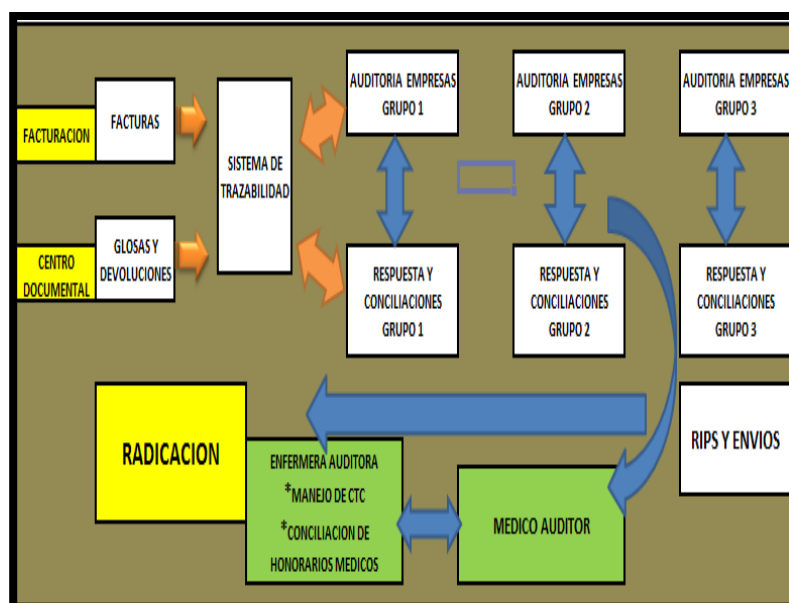 FACTURACION
FACTURAS
SISTEMA DE
TRAZABILIDAD
AUDITORIA EMPRESAS
GRUPO 1
AUDITORIA EMPRESAS
GRUPO 2
AUDITORIA EMPRESAS
GRUPO 3
CENTRO
DOCUMENTAL
GLOSAS Y
DEVOLUCIONES
RESPUESTA Y
CONCILIACIONES
GRUPO 1
RESPUESTA Y
CONCILIACIONES
GRUPO 2
RESPUESTA Y
CONCILIACIONES
GRUPO 3
RADICACION
ENFERMERA AUDITORA
*MANEJO DE CTC
*CONCILIACION DE
HONORARIOS MEDICOS
MEDICO AUDITOR
RIPS Y ENVIOS